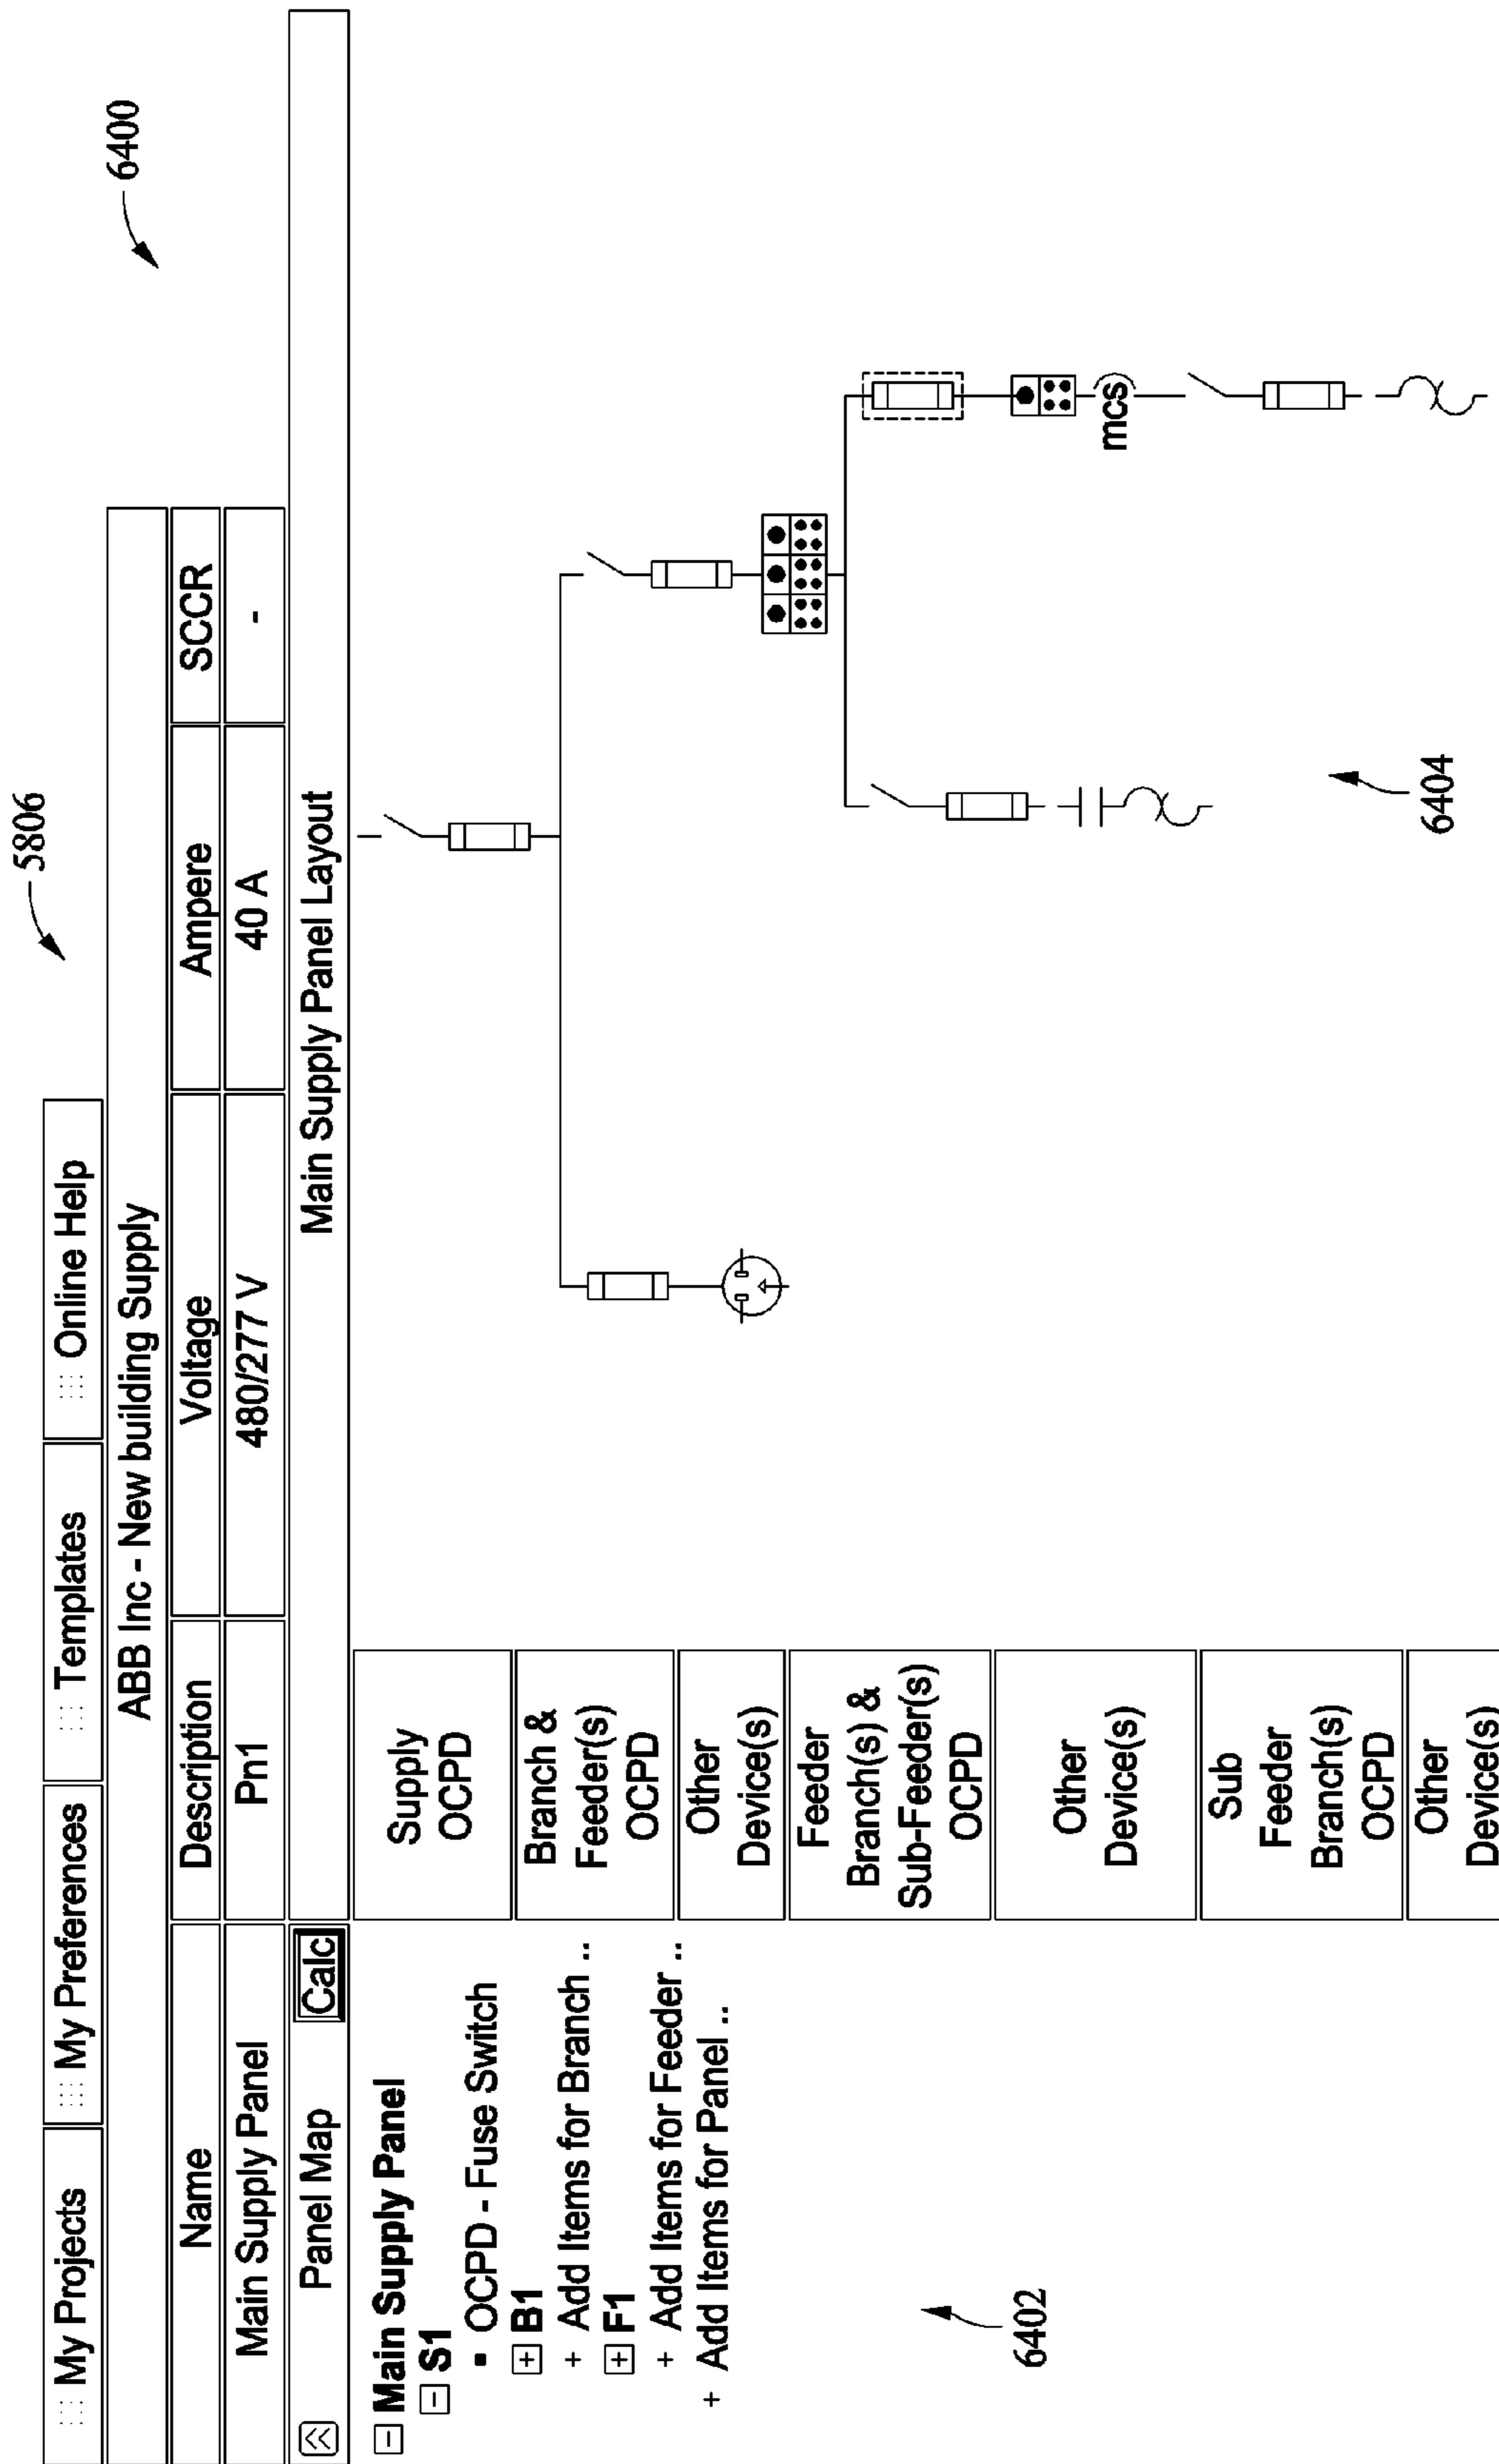 5806
6400
My Projects
My Preferences
Templates
Online Help
ABB Inc - New building Supply
Name
Description
Voltage
Ampere
SCCR
Main Supply Panel
Pn1
480/277 V
40 A
-
Panel Map
Calc
Main Supply Panel Layout
Main Supply Panel
S1
▪ OCPD - Fuse Switch
B1
+ Add Items for Branch ..
F1
+ Add Items for Feeder ..
+ Add Items for Panel ..
6402
Supply
OCPD
Branch &
Feeder(s)
OCPD
Other
Device(s)
Feeder
Branch(s) &
Sub-Feeder(s)
OCPD
Other
Device(s)
Sub
Feeder
Branch(s)
OCPD
Other
Device(s)
mcs
6404